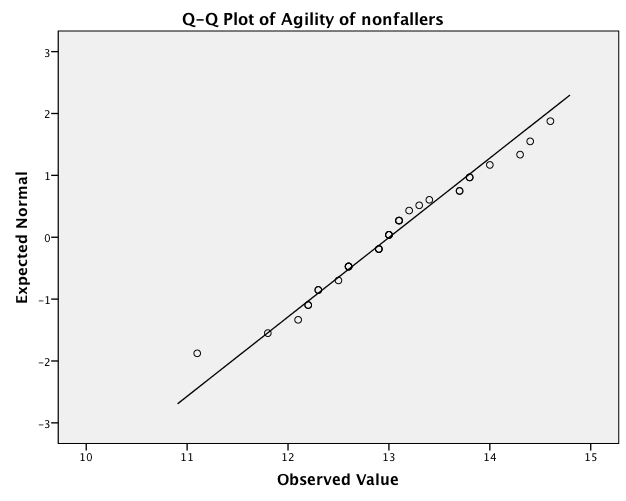 Q-Q Plot of Agility of nonfallers
3
2
1
0
-1
-2
-3
Expected Normal
10 11 12 13 14 15
Observed Value